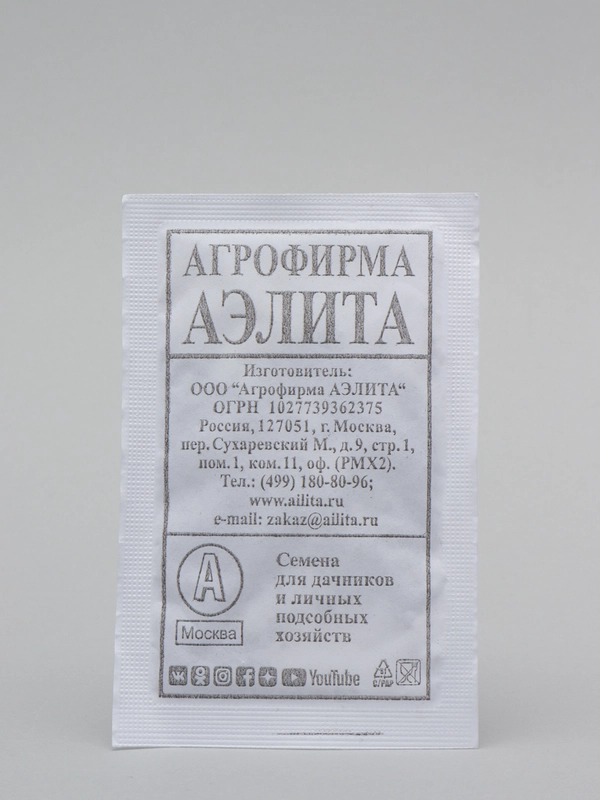 АГРОФИРМА
АЭЛИТА
Изготовитель:
ООО “Агрофирма АЭЛИТА“
ОГРН 1027739362375
Россия, 127051, г. Москва,
пер. Сухаревский М., д. 9, стр. 1,
пом. 1, ком. 11, оф. (РМХ2).
Тел.: (499) 180-80-96;
www.ailita.ru
e-mail: zakaz@ailita.ru
А
Москва
Семена
для дачников
и личных
подсобных
хозяйств
YouTube
C/PAP